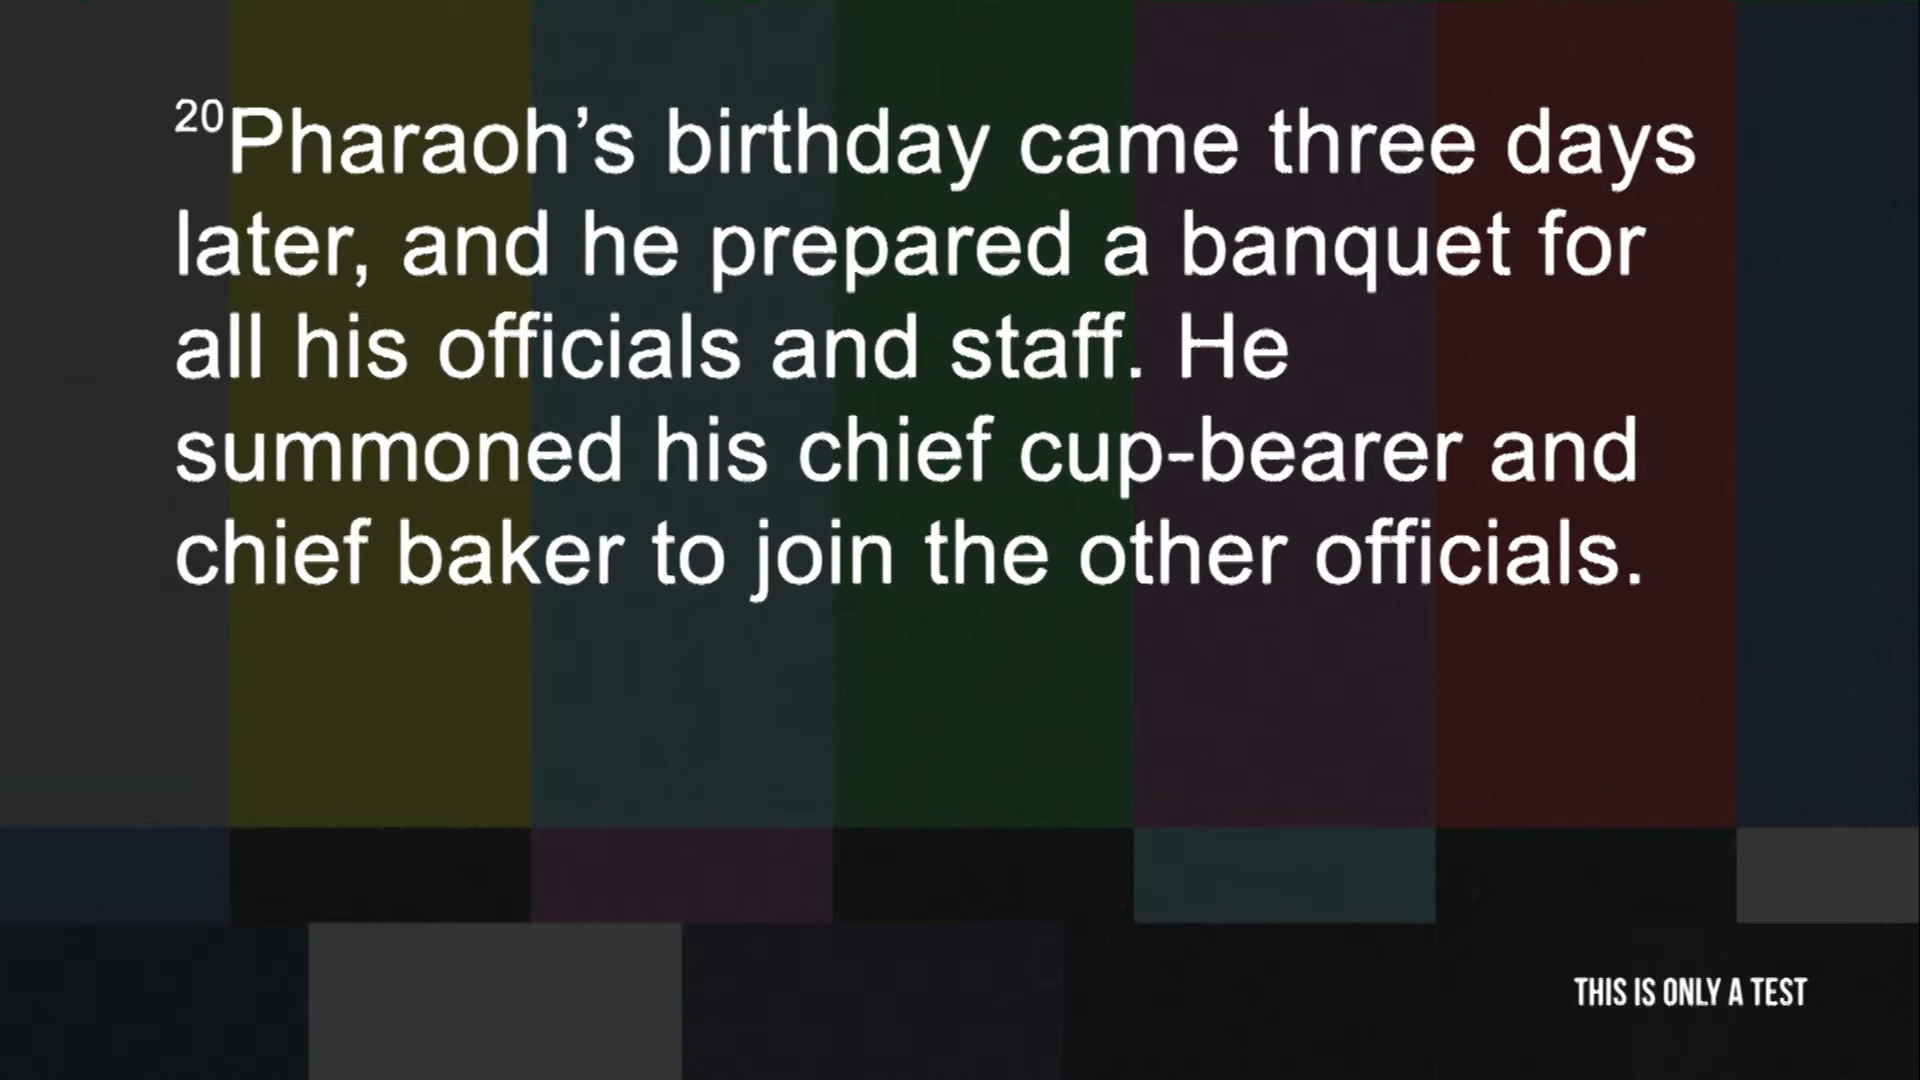 20Pharaoh’s birthday came three days
later, and he prepared a banquet for
all his officials and staff. He
summoned his chief cup-bearer and
chief baker to join the other officials.
THIS IS ONLY A TEST